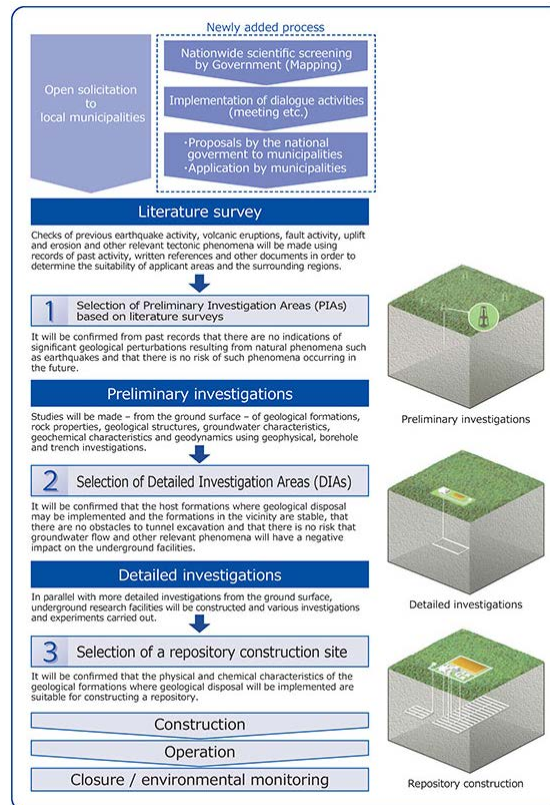 Newly added process
Open solicitation
to
local municipalities
Nationwide scientific screening
by Government (Mapping)
Implementation of dialogue activities
(meeting etc.)
・Proposals by the national
goverment to municipalities
・Application by municipalities
Literature survey
Checks of previous earthquake activity, volcanic eruptions, fault activity, uplift
and erosion and other relevant tectonic phenomena will be made using
records of past activity, written references and other documents in order to
determine the suitability of applicant areas and the surrounding regions.
1 Selection of Preliminary Investigation Areas (PIAs)
based on literature surveys
It will be confirmed from past records that there are no indications of
significant geological perturbations resulting from natural phenomena such
as earthquakes and that there is no risk of such phenomena occurring in
the future.
Preliminary investigations
Studies will be made – from the ground surface – of geological formations,
rock properties, geological structures, groundwater characteristics,
geochemical characteristics and geodynamics using geophysical, borehole
and trench investigations.
Preliminary investigations
2 Selection of Detailed Investigation Areas (DIAs)
It will be confirmed that the host formations where geological disposal
may be implemented and the formations in the vicinity are stable, that
there are no obstacles to tunnel excavation and that there is no risk that
groundwater flow and other relevant phenomena will have a negative
impact on the underground facilities.
Detailed investigations
In parallel with more detailed investigations from the ground surface,
underground research facilities will be constructed and various investigations
and experiments carried out.
Detailed investigations
3 Selection of a repository construction site
It will be confirmed that the physical and chemical characteristics of the
geological formations where geological disposal will be implemented are
suitable for constructing a repository.
Construction
Operation
Closure / environmental monitoring
Repository construction